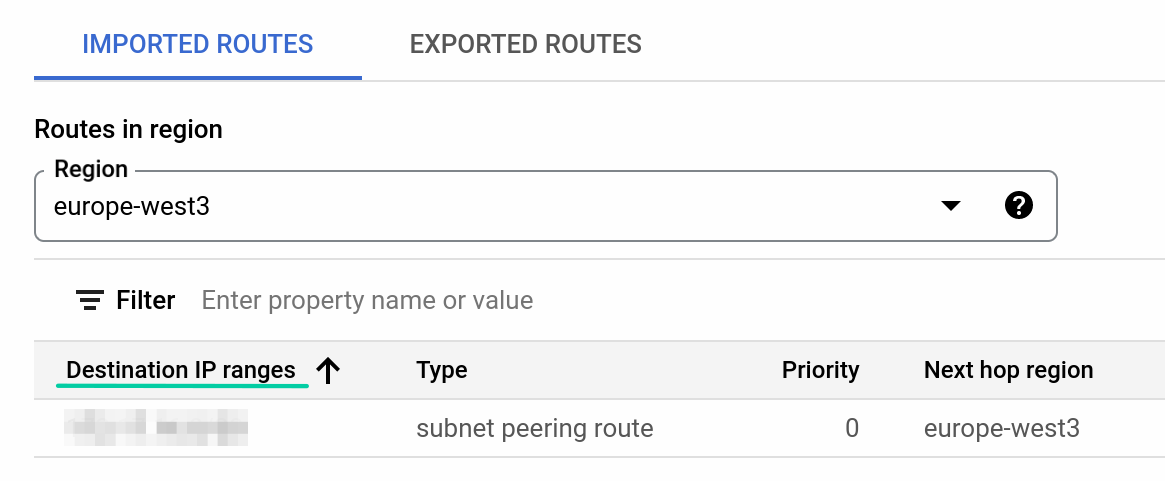 IMPORTED ROUTES EXPORTED ROUTES
Routes in region
Region
europe-west3
Filter Enter property name or value
Destination IP ranges Type Priority Next hop region
subnet peering route 0 europe-west3